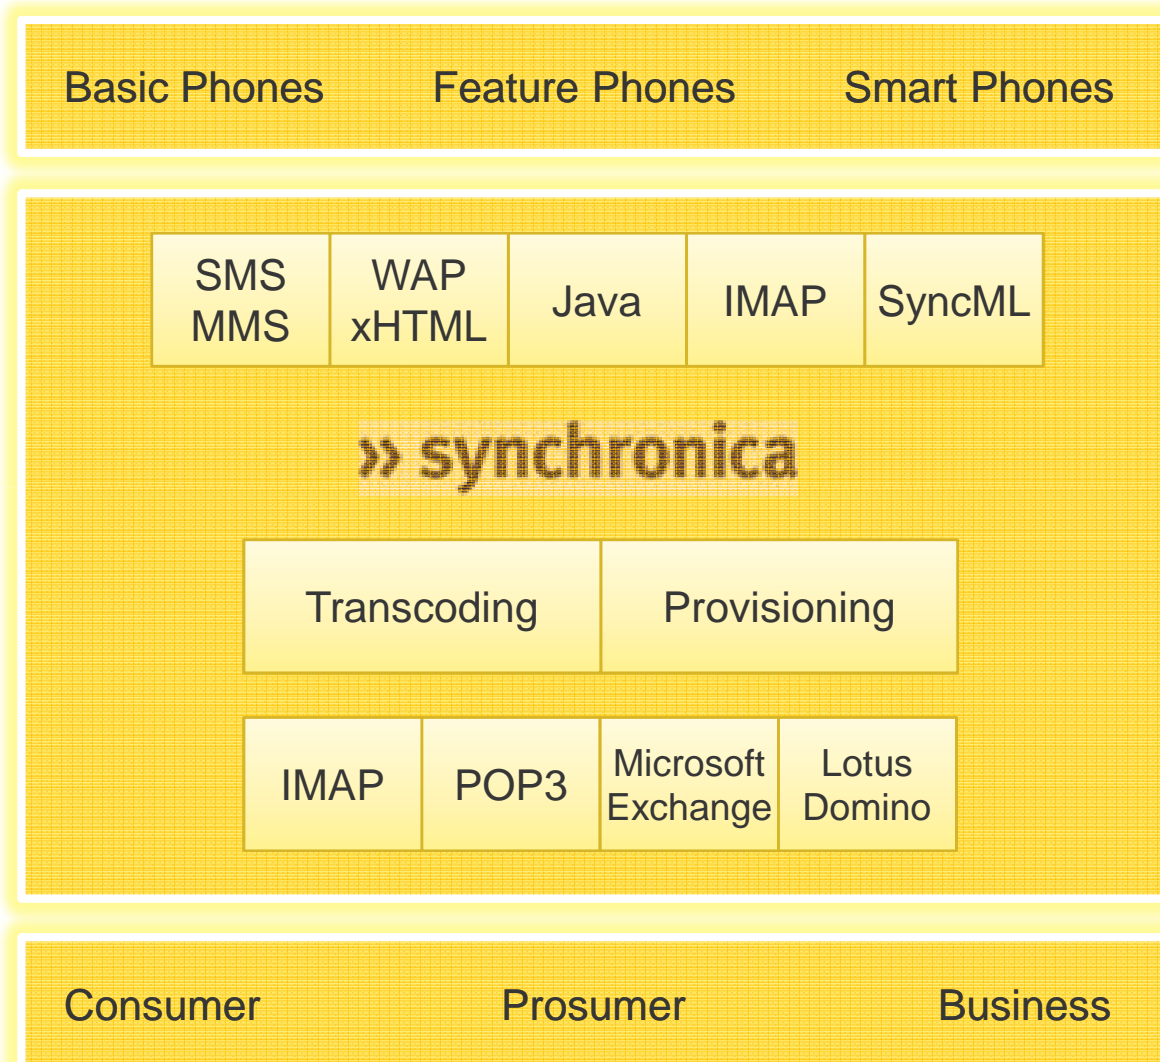 Basic Phones Feature Phones Smart Phones
SMS
MMS
WAP
xHTML
Java
IMAP
SyncML
» synchronica
Transcoding
Provisioning
IMAP
POP3
Microsoft
Exchange
Lotus
Domino
Consumer Prosumer Business